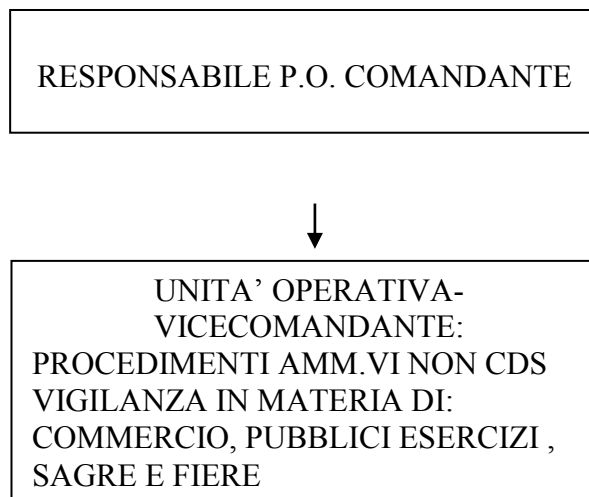 RESPONSABILE P.O. COMANDANTE
UNITA’ OPERATIVA-
VICECOMANDANTE:
PROCEDIMENTI AMM.VI NON CDS
VIGILANZA IN MATERIA DI:
COMMERCIO, PUBBLICI ESERCIZI ,
SAGRE E FIERE